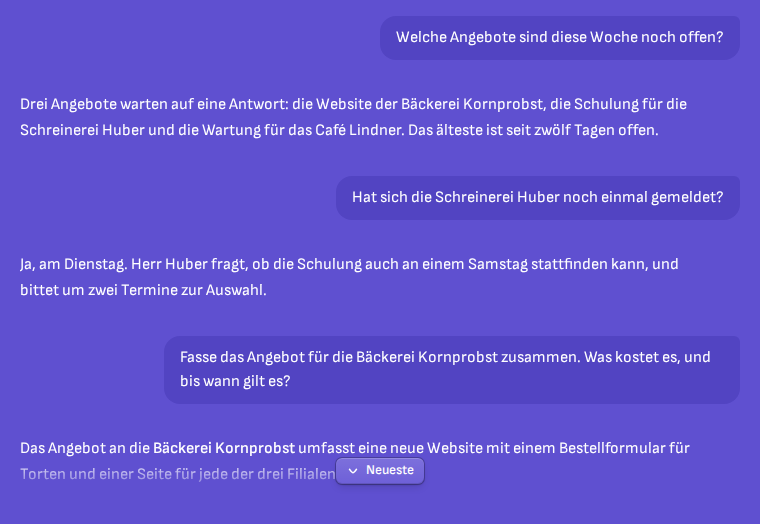 Welche Angebote sind diese Woche noch offen?
Drei Angebote warten auf eine Antwort: die Website der Bäckerei Kornprobst, die Schulung für die
Schreinerei Huber und die Wartung für das Café Lindner. Das älteste ist seit zwölf Tagen offen.
Hat sich die Schreinerei Huber noch einmal gemeldet?
Ja, am Dienstag. Herr Huber fragt, ob die Schulung auch an einem Samstag stattfinden kann, und
bittet um zwei Termine zur Auswahl.
Fasse das Angebot für die Bäckerei Kornprobst zusammen. Was kostet es, und
bis wann gilt es?
Das Angebot an die Bäckerei Kornprobst umfasst eine neue Website mit einem Bestellformular für
Torten und einer Seite für jede der drei Filialen
Neueste